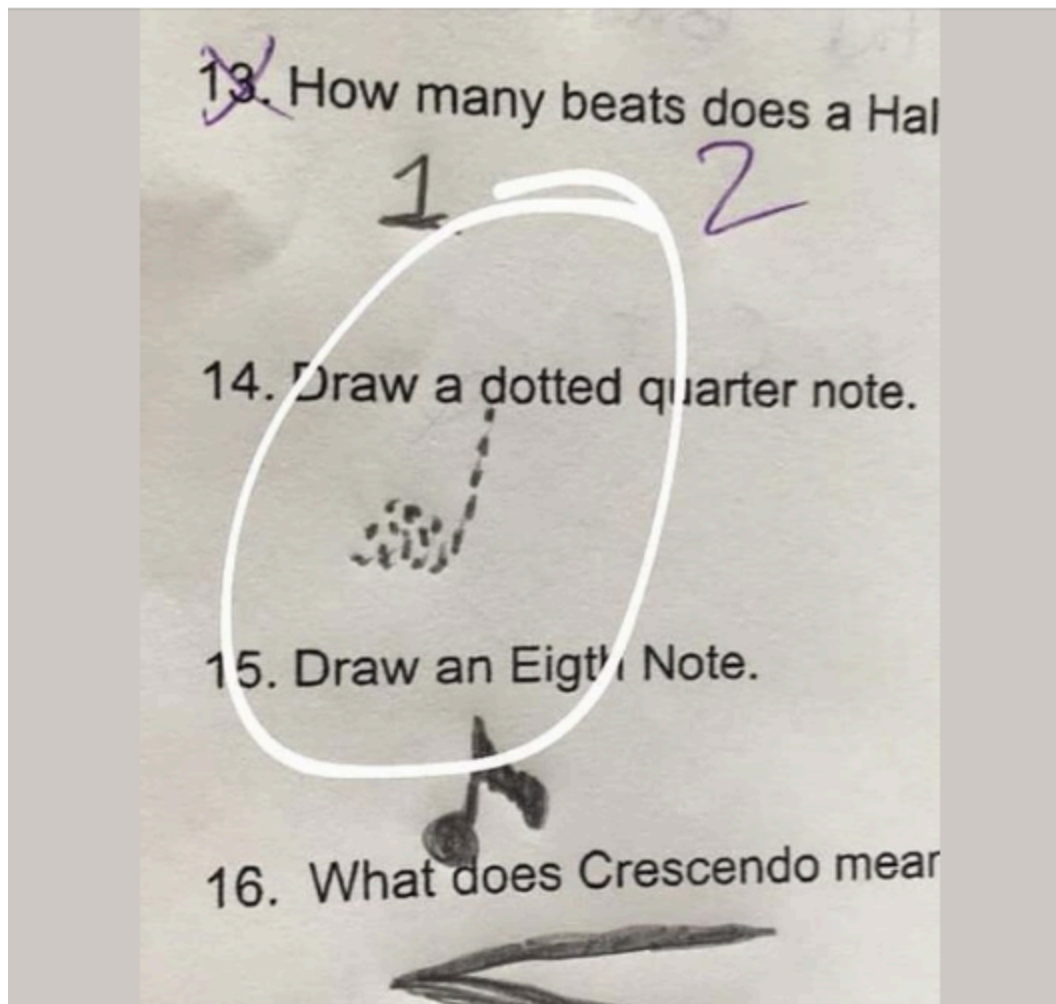 13. How many beats does a Hal
1 2
14. Draw a dotted quarter note.
15. Draw an Eigth Note.
16. What does Crescendo mean